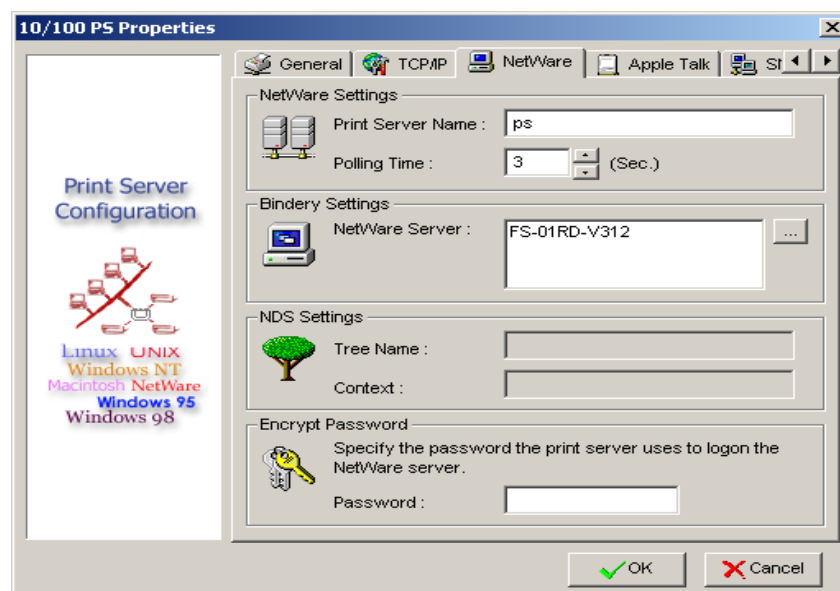 10/100 PS Properties
General
TCP/IP
NetWare
Apple Talk
NetWare Settings
Print Server Name :
ps
Polling Time :
3
(Sec.)
Print Server
Configuration
Bindery Settings
NetWare Server :
FS-01RD-V312
...
NDS Settings
Tree Name :
Context :
Linux UNIX
Windows NT
Macintosh NetWare
Windows 95
Windows 98
Encrypt Password
Specify the password the print server uses to logon the
NetWare server.
Password :
OK
Cancel